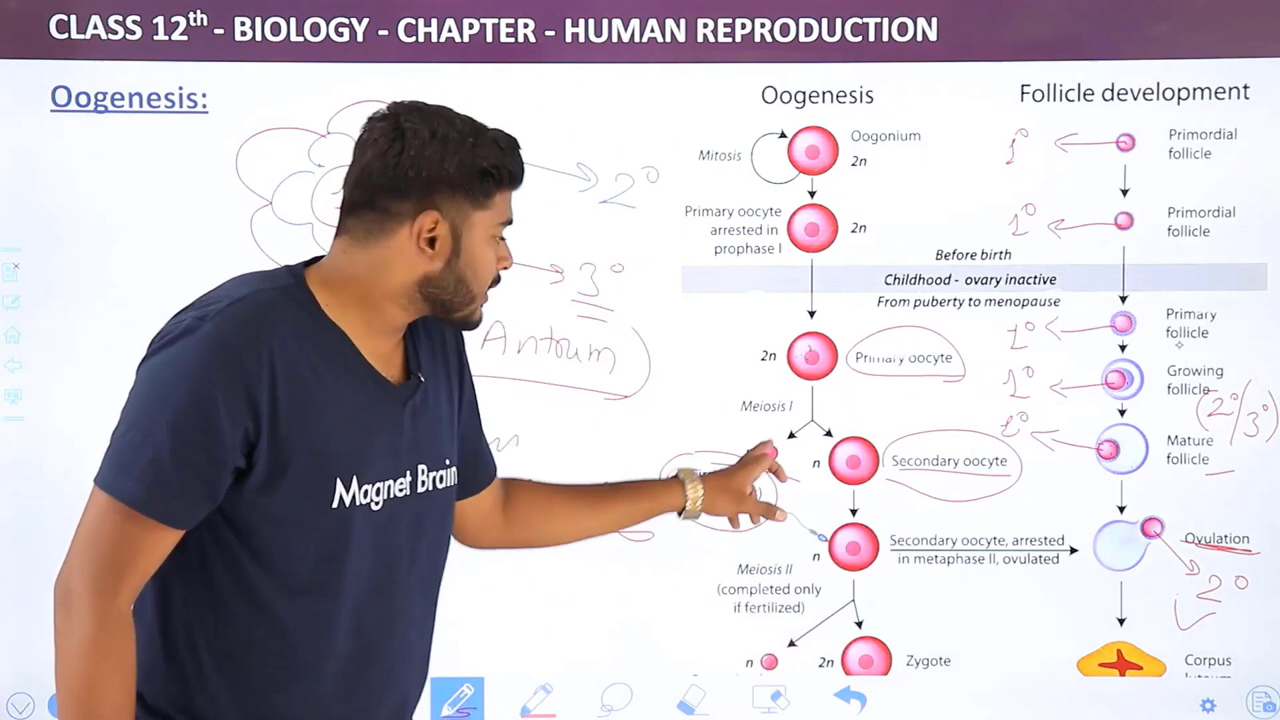 CLASS 12th - BIOLOGY - CHAPTER - HUMAN REPRODUCTION
Oogenesis:
2°
3°
Antrum
Magnet Brain
Oogenesis
Mitosis
Oogonium
2n
Primary oocyte
arrested in
prophase I
2n
Before birth
Childhood - ovary inactive
From puberty to menopause
2n
Primary oocyte
Meiosis I
n
Secondary oocyte
n
Secondary oocyte, arrested
in metaphase II, ovulated
Meiosis II
(completed only
if fertilized)
n
2n
Zygote
Follicle development
1°
Primordial
follicle
1°
Primordial
follicle
1°
Primary
follicle
1°
Growing
follicle
(2°/3°)
1°
Mature
follicle
Ovulation
2°
Corpus